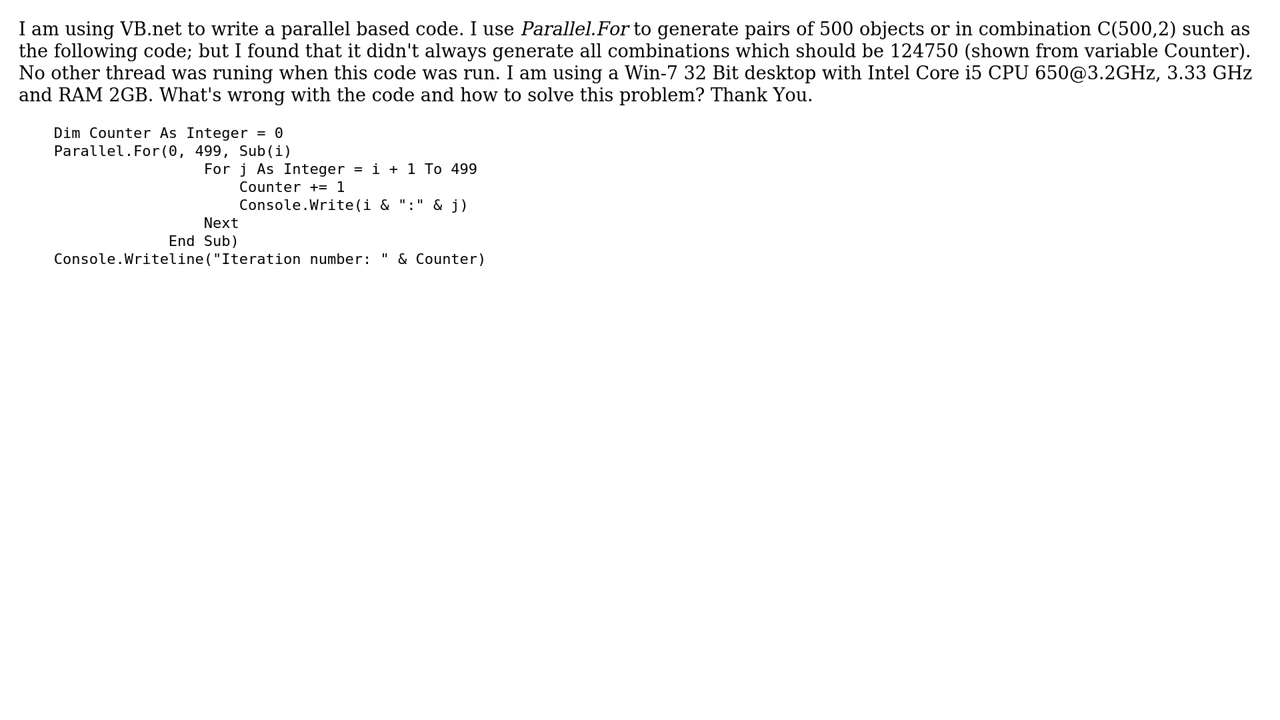 I am using VB.net to write a parallel based code. I use Parallel.For to generate pairs of 500 objects or in combination C(500,2) such as
the following code; but I found that it didn't always generate all combinations which should be 124750 (shown from variable Counter).
No other thread was runing when this code was run. I am using a Win-7 32 Bit desktop with Intel Core i5 CPU 650@3.2GHz, 3.33 GHz
and RAM 2GB. What's wrong with the code and how to solve this problem? Thank You.
Dim Counter As Integer = 0
Parallel.For(0, 499, Sub(i)
For j As Integer = i + 1 To 499
Counter += 1
Console.Write(i & ":" & j)
Next
End Sub)
Console.Writeline("Iteration number: " & Counter)